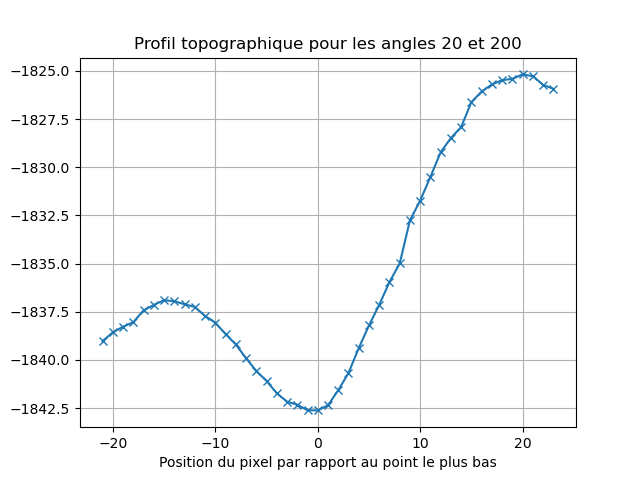 Profil topographique pour les angles 20 et 200
−1825.0
−1827.5
−1830.0
−1832.5
−1835.0
−1837.5
−1840.0
−1842.5
−20 −10 0 10 20
Position du pixel par rapport au point le plus bas